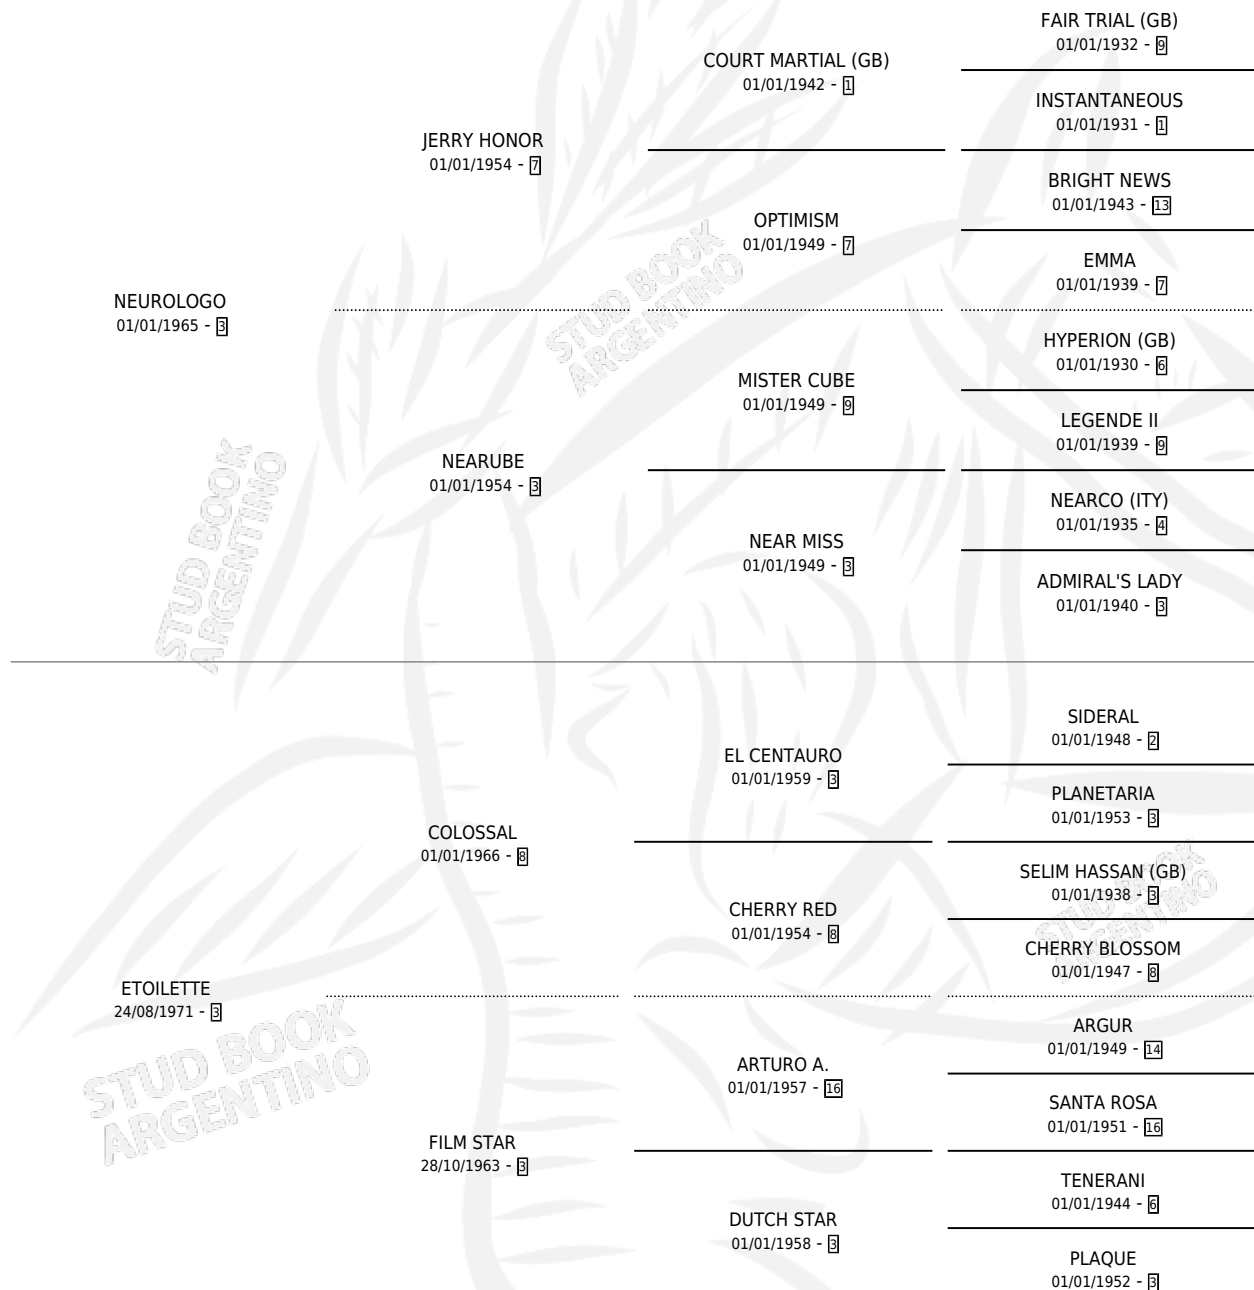 FAIR TRIAL (GB)
01/01/1932 - 9
COURT MARTIAL (GB)
01/01/1942 - 1
INSTANTANEOUS
01/01/1931 - 1
JERRY HONOR
01/01/1954 - 7
BRIGHT NEWS
01/01/1943 - 13
OPTIMISM
01/01/1949 - 7
EMMA
01/01/1939 - 7
NEUROLOGO
01/01/1965 - 3
HYPERION (GB)
01/01/1930 - 6
MISTER CUBE
01/01/1949 - 9
LEGENDE II
01/01/1939 - 9
NEARUBE
01/01/1954 - 3
NEARCO (ITY)
01/01/1935 - 4
NEAR MISS
01/01/1949 - 3
ADMIRAL'S LADY
01/01/1940 - 3
SIDERAL
01/01/1948 - 2
EL CENTAURO
01/01/1959 - 3
PLANETARIA
01/01/1953 - 3
COLOSSAL
01/01/1966 - 8
SELIM HASSAN (GB)
01/01/1938 - 3
CHERRY RED
01/01/1954 - 8
CHERRY BLOSSOM
01/01/1947 - 8
ETOILETTE
24/08/1971 - 3
ARGUR
01/01/1949 - 14
ARTURO A.
01/01/1957 - 16
SANTA ROSA
01/01/1951 - 16
FILM STAR
28/10/1963 - 3
TENERANI
01/01/1944 - 6
DUTCH STAR
01/01/1958 - 3
PLAQUE
01/01/1952 - 3
STUD BOOK
ARGENTINO
STUD BOOK
ARGENTINO
STUD BOOK
ARGENTINO
STUD BOOK
ARGENTINO